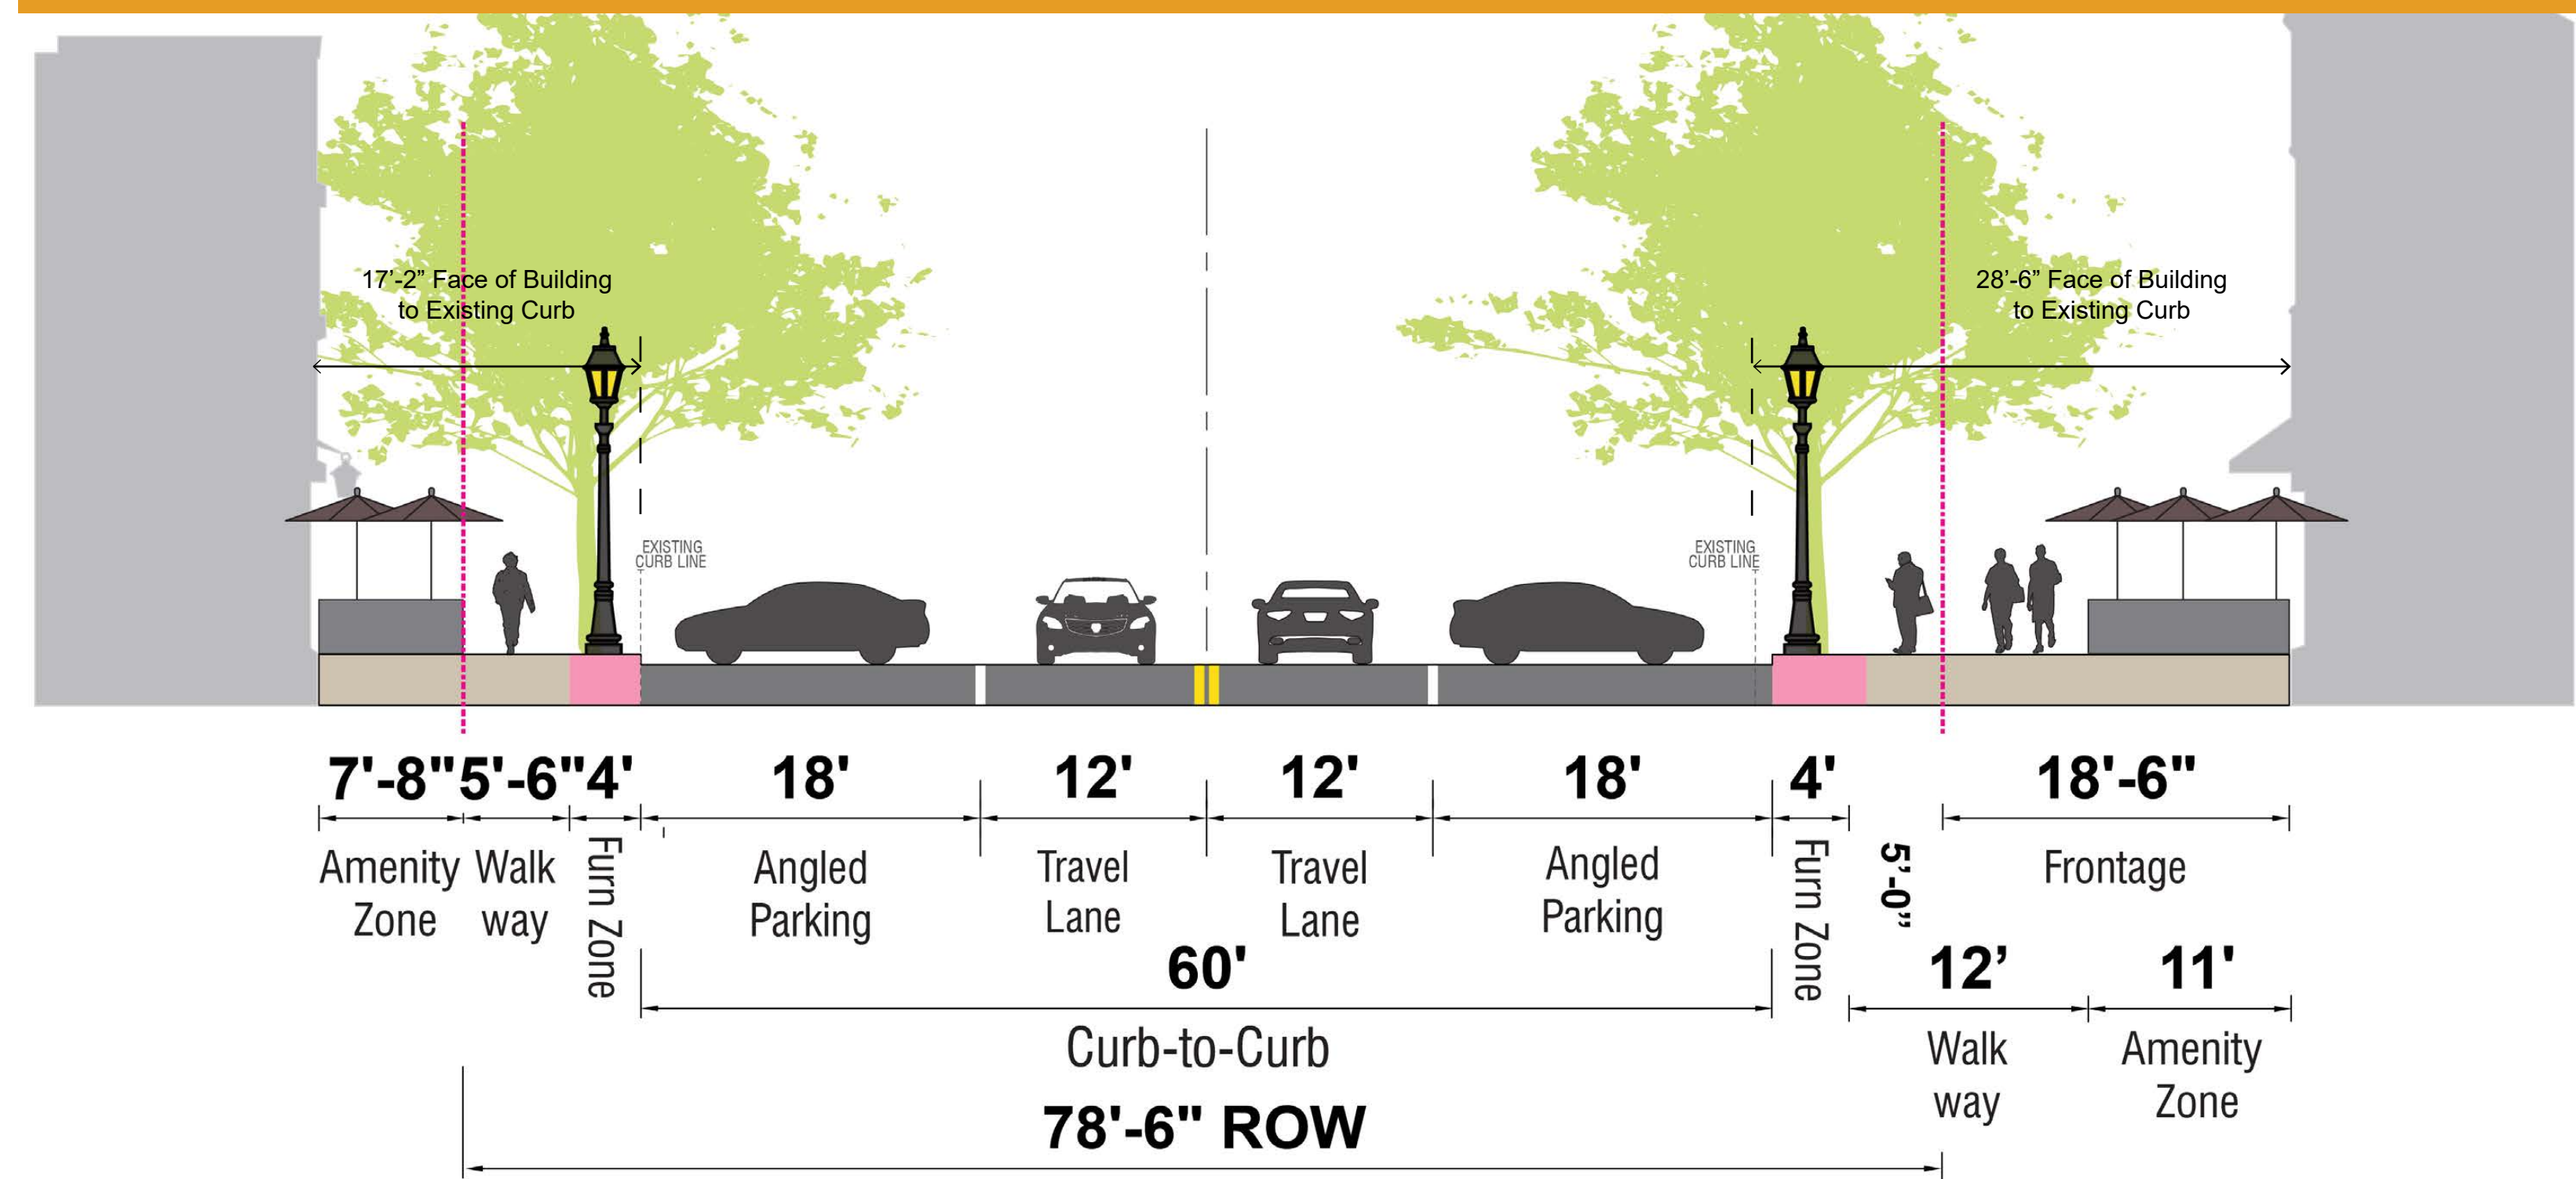 17’-2” Face of Building
to Existing Curb
28’-6” Face of Building
to Existing Curb
EXISTING
CURB LINE
EXISTING
CURB LINE
7'-8" 5'-6" 4' 18' 12' 12' 18' 4' 18'-6"
Amenity
Zone
Walk
way
Furn Zone
Angled
Parking
Travel
Lane
Travel
Lane
Angled
Parking
Furn Zone
5’-0”
Frontage
60'
Curb-to-Curb
12’
Walk
way
11'
Amenity
Zone
78'-6" ROW